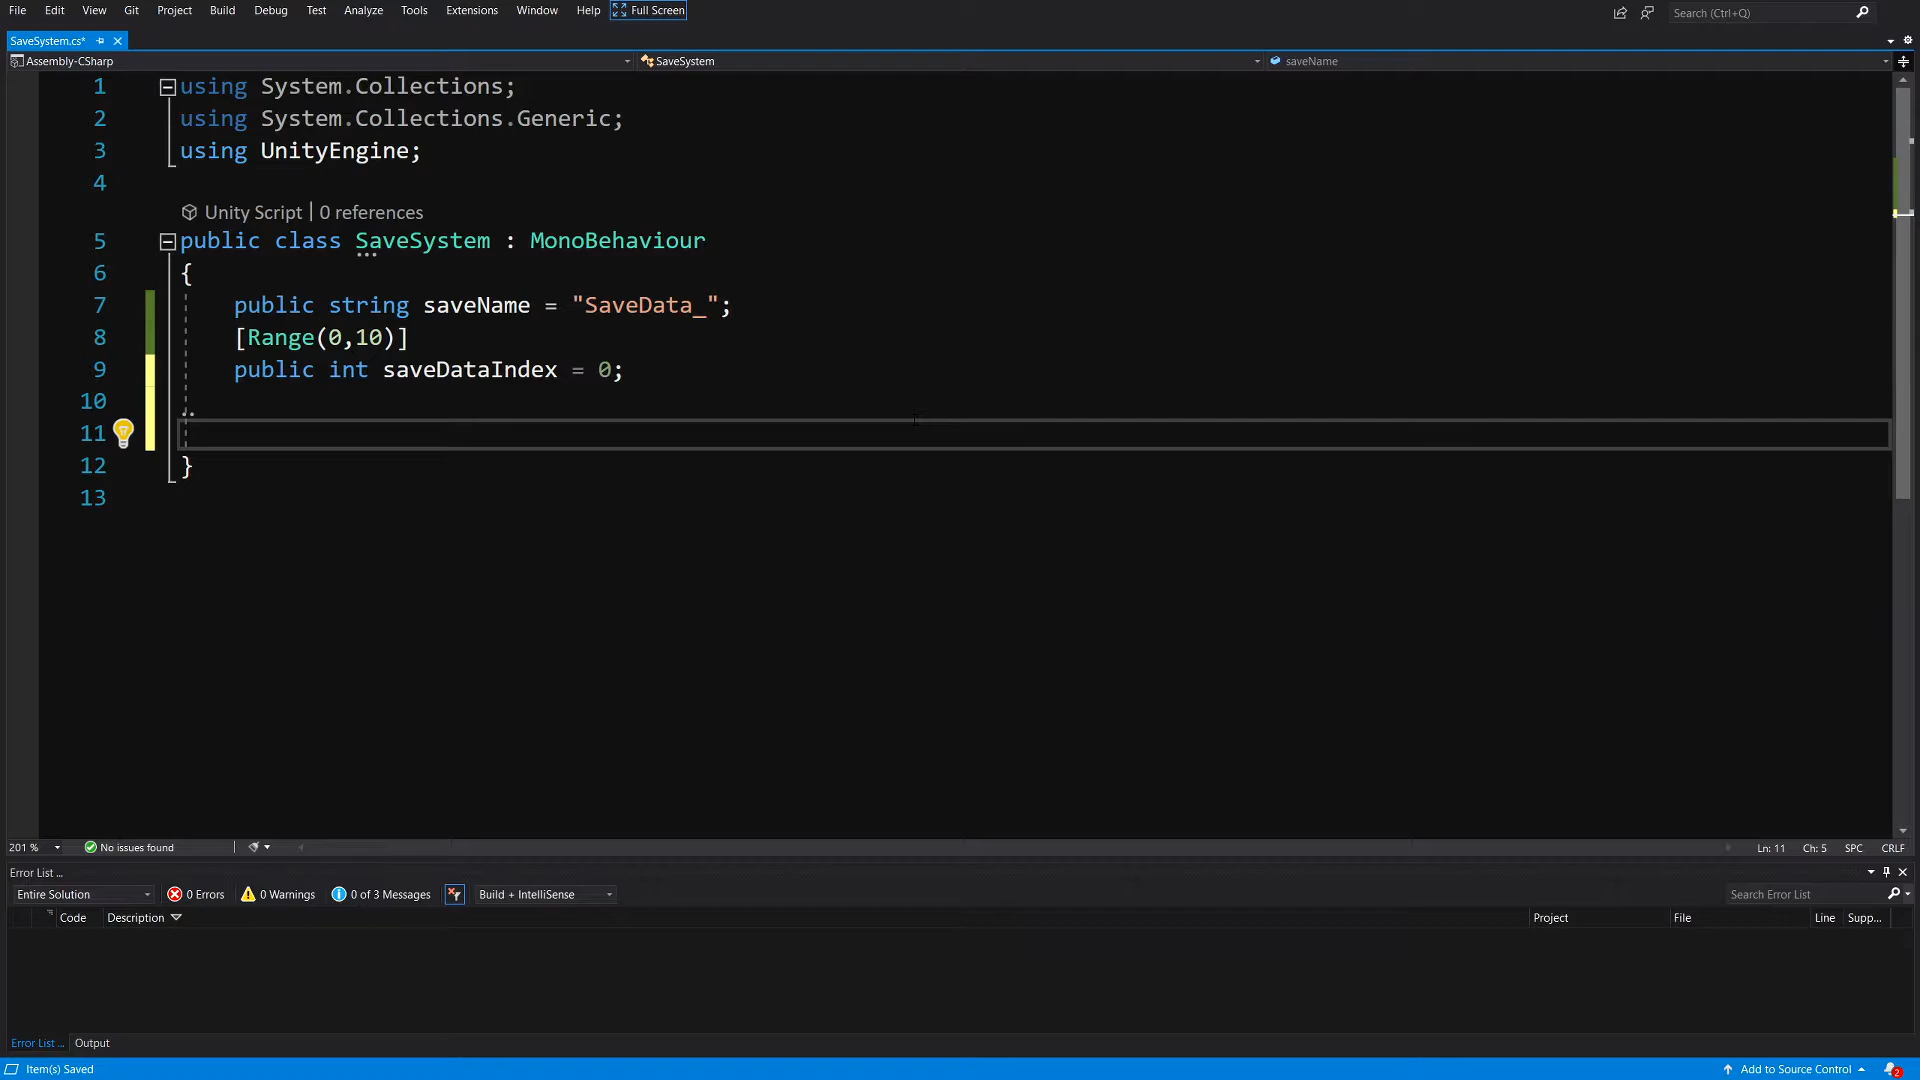 File Edit View Git Project Build Debug Test Analyze Tools Extensions Window Help Full Screen Search (Ctrl+Q)
SaveSystem.cs*
Assembly-CSharp SaveSystem saveName
1 using System.Collections;
2 using System.Collections.Generic;
3 using UnityEngine;
4
Unity Script | 0 references
5 public class SaveSystem : MonoBehaviour
6 {
7 public string saveName = "SaveData_";
8 [Range(0,10)]
9 public int saveDataIndex = 0;
10
11
12 }
13
201 % No issues found Ln: 11 Ch: 5 SPC CRLF
Error List ...
Entire Solution 0 Errors 0 Warnings 0 of 3 Messages Build + IntelliSense Search Error List
Code Description Project File Line Supp...
Error List ... Output
Item(s) Saved Add to Source Control 2